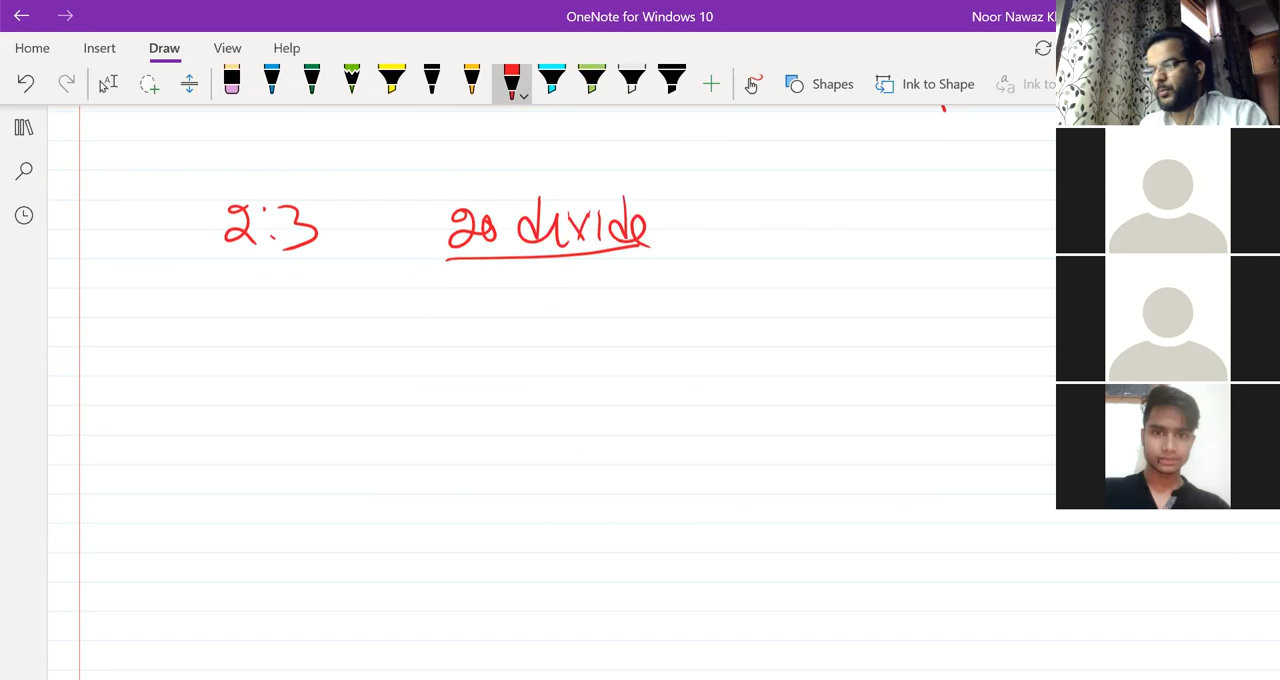 OneNote for Windows 10
Noor Nawaz K
Home Insert Draw View Help
Shapes Ink to Shape Ink to
2:3 20 divide